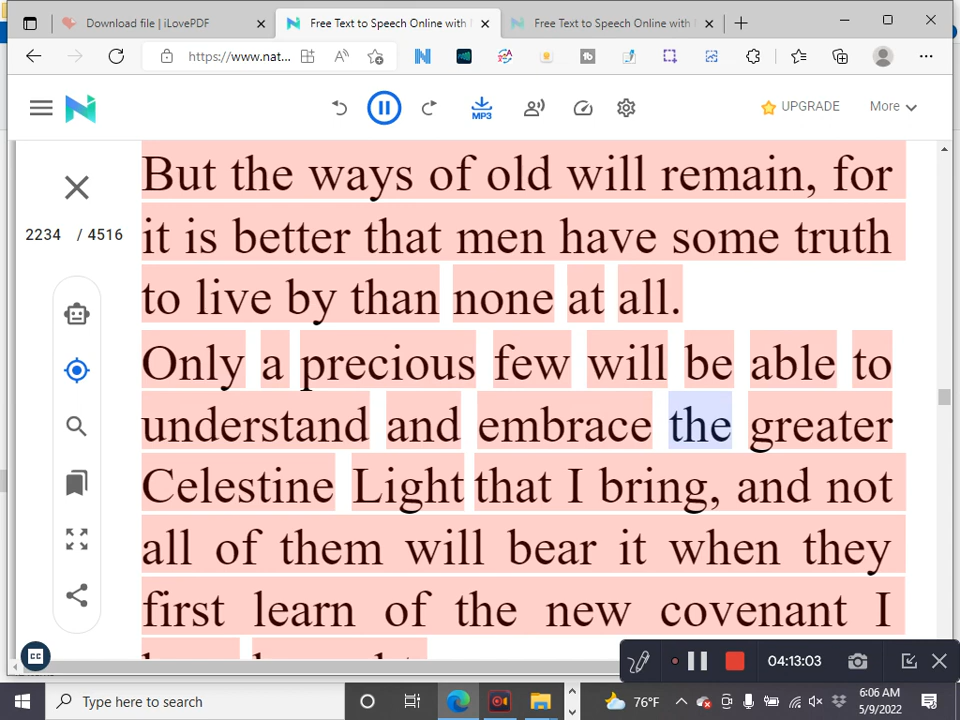 Download file | iLovePDF
Free Text to Speech Online with
Free Text to Speech Online with
https://www.nat...
MP3
UPGRADE
More
2234 / 4516
But the ways of old will remain, for
it is better that men have some truth
to live by than none at all.
Only a precious few will be able to
understand and embrace the greater
Celestine Light that I bring, and not
all of them will bear it when they
first learn of the new covenant I
CC
04:13:03
Type here to search
76°F
6:06 AM
5/9/2022